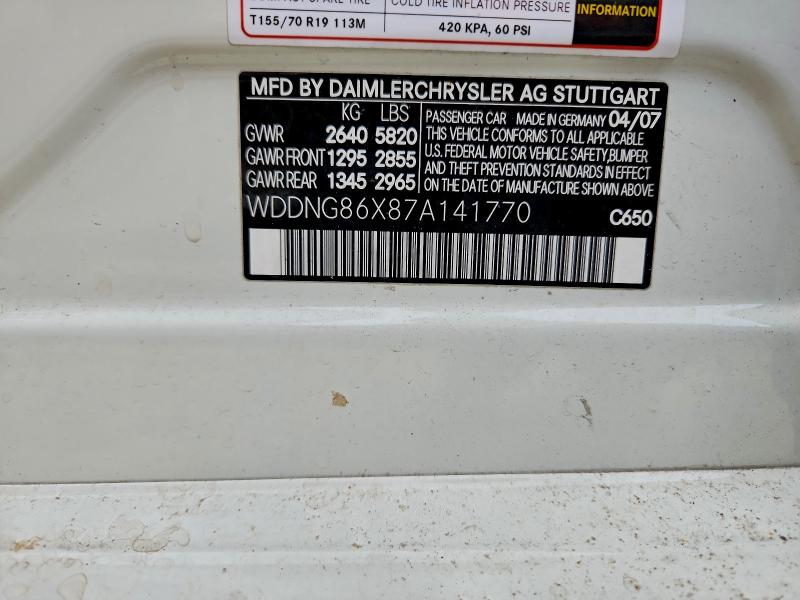 COLD TIRE INFLATION PRESSURE
INFORMATION
T155/70 R19 113M 420 KPA, 60 PSI
MFD BY DAIMLERCHRYSLER AG STUTTGART
KG LBS PASSENGER CAR MADE IN GERMANY 04/07
GVWR 2640 5820 THIS VEHICLE CONFORMS TO ALL APPLICABLE
GAWR FRONT 1295 2855 U.S. FEDERAL MOTOR VEHICLE SAFETY, BUMPER
AND THEFT PREVENTION STANDARDS IN EFFECT
GAWR REAR 1345 2965 ON THE DATE OF MANUFACTURE SHOWN ABOVE
WDDNG86X87A141770 C650